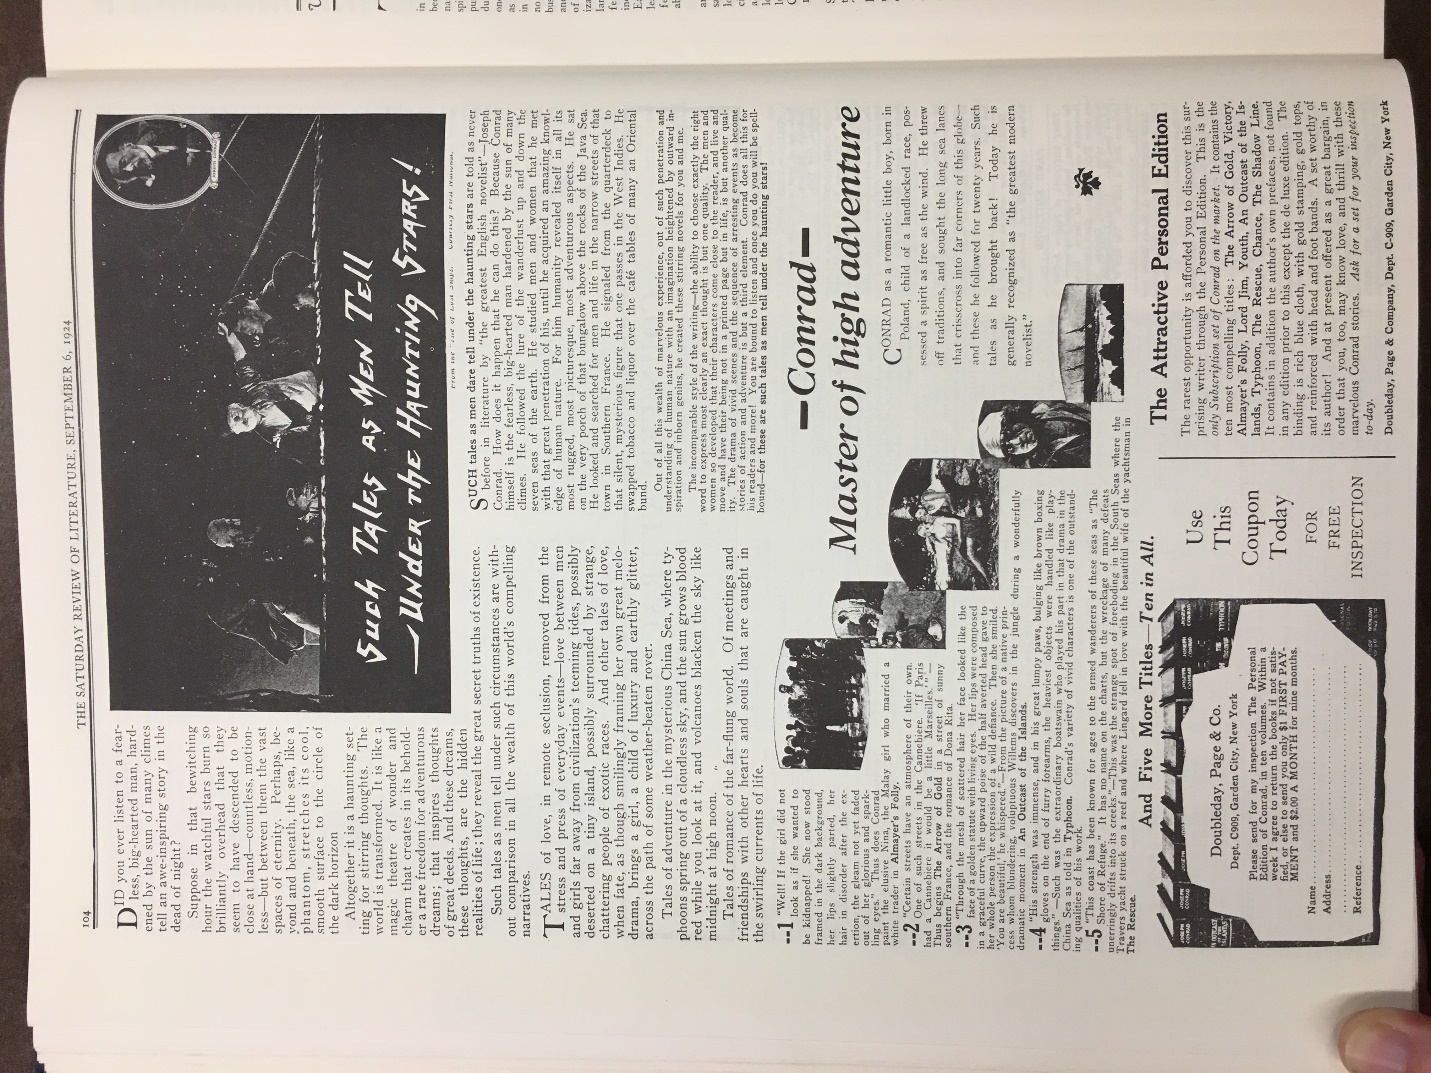 104
THE SATURDAY REVIEW OF LITERATURE, SEPTEMBER 6, 1924
DID you ever listen to a fear-
less, big-hearted man, hard-
ened by the sun of many climes
tell an awe-inspiring story in the
dead of night?
Suppose in that bewitching
hour the watchful stars burn so
brilliantly overhead that they
seem to have descended to be
close at hand—countless, motion-
less—but between them the vast
spaces of eternity. Perhaps, be-
yond and beneath, the sea, like a
phantom, stretches its cool,
smooth surface to the circle of
the dark horizon
Altogether it is a haunting set-
ting for stirring thoughts. The
world is transformed. It is like a
magic theatre of wonder and
charm that creates in its behold-
er a rare freedom for adventurous
dreams; that inspires thoughts
of great deeds. And these dreams,
these thoughts, are the hidden
realities of life; they reveal the great secret truths of existence.
Such tales as men tell under such circumstances are with-
out comparison in all the wealth of this world's compelling
narratives.
TALES of love, in remote seclusion, removed from the
stress and press of everyday events—love between men
and girls far away from civilization's teeming tides, possibly
deserted on a tiny island, possibly surrounded by strange,
chattering people of exotic races. And other tales of love,
when fate, as though smilingly framing her own great melo-
drama, brings a girl, a child of luxury and earthly glitter,
across the path of some weather-beaten rover.
Tales of adventure in the mysterious China Sea, where ty-
phoons spring out of a cloudless sky, and the sun grows blood
red while you look at it, and volcanoes blacken the sky like
midnight at high noon.
Tales of romance of the far-flung world. Of meetings and
friendships with other hearts and souls that are caught in
the swirling currents of life.
JOSEPH CONRAD
Such Tales as Men Tell
—Under the Haunting Stars!
SUCH tales as men dare tell under the haunting stars are told as never
before in literature by "the greatest English novelist"—Joseph
Conrad. How does it happen that he can do this? Because Conrad
himself is the fearless, big-hearted man hardened by the sun of many
climes. He followed the lure of the wanderlust up and down the
seven seas of the earth. He studied men and women that he met
with that great penetration of his, until he acquired an amazing knowl-
edge of human nature. For him humanity revealed itself in all its
most rugged, most picturesque, most adventurous aspects. He sat
on the very porch of that bungalow above the rocks of the Java Sea.
He looked and searched for men and life in the narrow streets of that
town in Southern France. He signaled from the quarterdeck to
that silent, mysterious figure that one passes in the West Indies. He
swapped tobacco and liquor over the café tables of many an Oriental
bund.
Out of all this wealth of marvelous experience, out of such penetration and
understanding of human nature with an imagination heightened by outward in-
spiration and inborn genius, he created these stirring novels for you and me.
The incomparable style of the writing—the ability to choose exactly the right
word to express most clearly an exact thought is but one quality. The men and
women so developed that their characters come close to the reader, and live and
move and have their being not in a printed page but in life, is but another qual-
ity. The drama of vivid scenes and the sequence of arresting events as become
stories of action and adventure is but a third element. Conrad does all this for
his readers and more! You are bound to listen and once you do you will be spell-
bound—for these are such tales as men tell under the haunting stars!
--1 "Well! If the girl did not
look as if she wanted to
be kidnapped! She now stood
framed in the dark background,
her lips slightly parted, her
hair in disorder after the ex-
ertion, the gleam not yet faded
out of her glorious and spark-
ling eyes." Thus does Conrad
paint the elusive Nina, the Malay girl who married a
white trader in Almayer's Folly.
--2 "Certain streets have an atmosphere of their own.
One of such streets in the Cannebiere. 'If Paris
had a Cannebiere it would be a little Marseilles.'"—
Thus begins The Arrow of Gold in a street of sunny
southern France, and the romance of Dona Rita.
--3 "Through the mesh of scattered hair her face looked like the
face of a golden statute with living eyes. Her lips were composed
in a graceful curve, the upward poise of the half averted head gave to
her whole person the expression of a wild defiance. Then she smiled.
'You are beautiful,' he whispered."—From the picture of a native prin-
cess whom blundering, voluptuous Willems discovers in the jungle during a wonderfully
dramatic moment in An Outcast of the Islands.
--4 "His strength was immense, and in his great lumpy paws, bulging like brown boxing
gloves on the end of furry forearms, the heaviest objects were handled like play-
things." —Such was the extraordinary boatswain who played his part in that drama in the
China Sea as told in Typhoon. Conrad's variety of vivid characters is one of the outstand-
ing qualities of his work.
--5 "This coast has been known for ages to the armed wanderers of these seas as "The
Shore of Refuge." It has no name on the charts, but the wreckage of many defeats
unerringly drifts into its creeks."—This was the strange spot of foreboding in the South Seas where the
Travers yacht struck on a reef and where Lingard fell in love with the beautiful wife of the yachtsman in
The Rescue.
—Conrad—
Master of high adventure
CONRAD as a romantic little boy, born in
Poland, child of a landlocked race, pos-
sessed a spirit as free as the wind. He threw
off traditions, and sought the long sea lanes
that crisscross into far corners of this globe—
and these he followed for twenty years. Such
tales as he brought back! Today he is
generally recognized as "the greatest modern
novelist."
And Five More Titles—Ten in All.
JOSEPH CONRAD
JOSEPH CONRAD
AN OUTCAST OF THE ISLANDS
TYPHOON
Doubleday, Page & Co.
Dept. C909, Garden City, New York
Please send for my inspection The Personal
Edition of Conrad, in ten volumes. Within a
week I agree to return the books if not satis-
fied, or else to send you only $1 FIRST PAY-
MENT and $2.00 A MONTH for nine months.
Name
Address
Reference
Use
This
Coupon
Today
FOR
FREE
INSPECTION
The Attractive Personal Edition
The rarest opportunity is afforded you to discover this sur-
prising writer through the Personal Edition. This is the
only Subscription set of Conrad on the market. It contains the
ten most compelling titles: The Arrow of Gold, Victory,
Almayer's Folly, Lord Jim, Youth, An Outcast of the Is-
lands, Typhoon, The Rescue, Chance, The Shadow Line.
It contains in addition the author's own prefaces, not found
in any edition prior to this except the de luxe edition. The
binding is rich blue cloth, with gold stamping, gold tops,
and reinforced with head and foot bands. A set worthy of
its author! And at present offered as a great bargain, in
order that you, too, may know love, and thrill with these
marvelous Conrad stories. Ask for a set for your inspection
to-day.
Doubleday, Page & Company, Dept. C-909, Garden City, New York